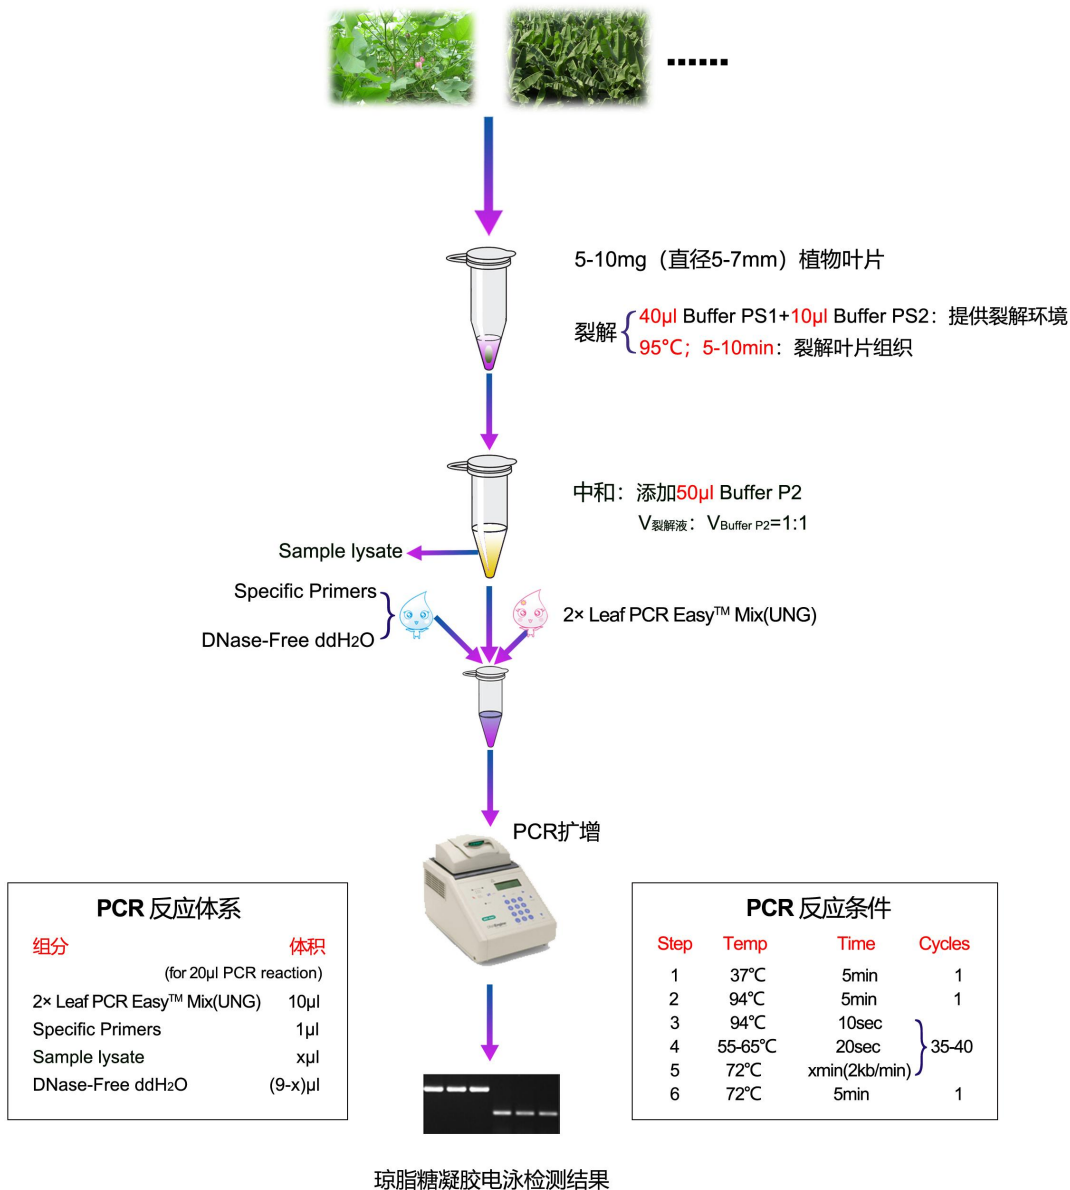 ......
5-10mg（直径5-7mm）植物叶片
裂解
40μl Buffer PS1+10μl Buffer PS2：提供裂解环境
95℃；5-10min：裂解叶片组织
中和：添加50μl Buffer P2
V裂解液：VBuffer P2=1:1
Sample lysate
Specific Primers
DNase-Free ddH2O
2× Leaf PCR Easy™ Mix(UNG)
PCR扩增
PCR 反应体系
组分 体积
(for 20μl PCR reaction)
2× Leaf PCR Easy™ Mix(UNG) 10μl
Specific Primers 1μl
Sample lysate xμl
DNase-Free ddH2O (9-x)μl
PCR 反应条件
Step Temp Time Cycles
1 37℃ 5min 1
2 94℃ 5min 1
3 94℃ 10sec
4 55-65℃ 20sec 35-40
5 72℃ xmin(2kb/min)
6 72℃ 5min 1
琼脂糖凝胶电泳检测结果